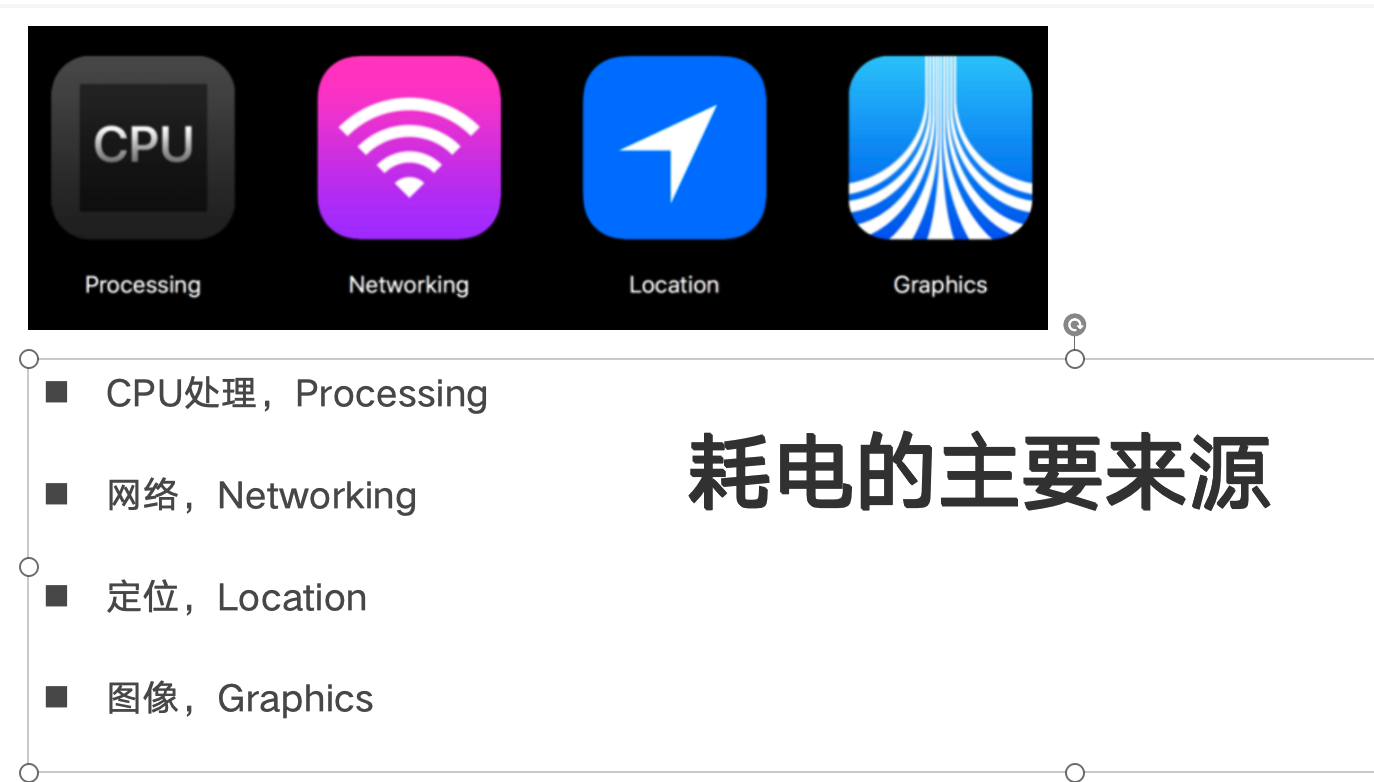 CPU
Processing
Networking
Location
Graphics
CPU处理，Processing
耗电的主要来源
网络，Networking
定位，Location
图像，Graphics